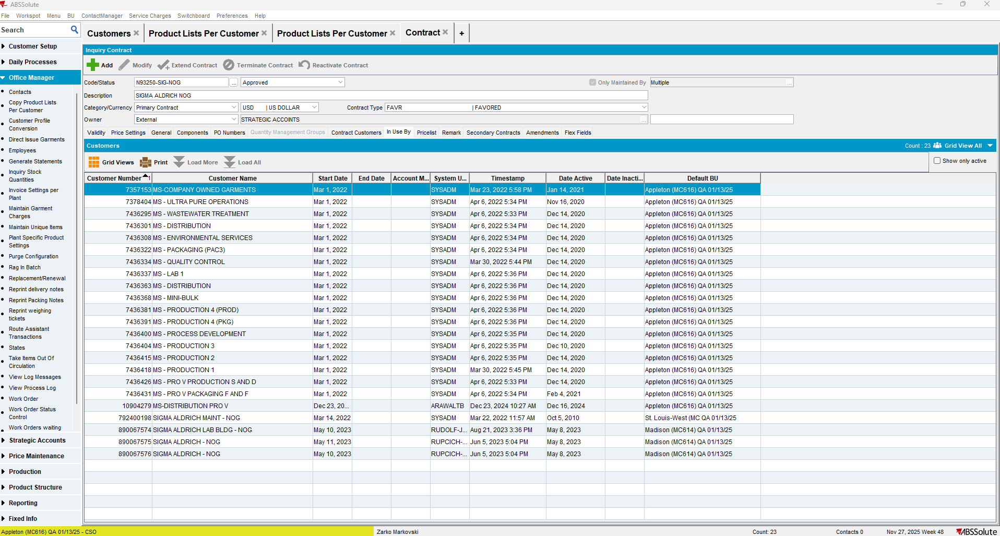 ABSSolute
File Workspot Menu BU ContactManager Service Charges Switchboard Preferences Help
Search
Customers Product Lists Per Customer Product Lists Per Customer Contract +
Customer Setup
Daily Processes
Office Manager
Contacts
Copy Product Lists
Per Customer
Customer Profile
Conversion
Direct Issue Garments
Employees
Generate Statements
Inquiry Stock
Quantities
Invoice Settings per
Plant
Maintain Garment
Charges
Maintain Unique Items
Plant Specific Product
Settings
Purge Configuration
Rag In Batch
Replacement/Renewal
Reprint delivery notes
Reprint Packing Notes
Reprint weighing
tickets
Route Assistant
Transactions
States
Take Items Out Of
Circulation
View Log Messages
View Process Log
Work Order
Work Order Status
Control
Work Orders waiting
Strategic Accounts
Price Maintenance
Production
Product Structure
Reporting
Fixed Info
Inquiry Contract
Add Modify Extend Contract Terminate Contract Reactivate Contract
Code/Status N93250-SIG-NOG ... Approved Only Maintained By Multiple ...
Description SIGMA ALDRICH NOG
Category/Currency Primary Contract USD | US DOLLAR Contract Type FAVR | FAVORED
Owner External STRATEGIC ACCOINTS ...
Validity Price Settings General Components PO Numbers Quantity Management Groups Contract Customers In Use By Pricelist Remark Secondary Contracts Amendments Flex Fields
Customers Count : 23 Grid View All
Grid Views Print Load More Load All Show only active
Customer Number 1 Customer Name Start Date End Date Account M... System U... Timestamp Date Active Date Inacti... Default BU
7357153 MS-COMPANY OWNED GARMENTS Mar 1, 2022 SYSADM Mar 23, 2022 5:58 PM Jan 14, 2021 Appleton (MC616) QA 01/13/25
7378404 MS - ULTRA PURE OPERATIONS Mar 1, 2022 SYSADM Apr 6, 2022 5:34 PM Nov 16, 2020 Appleton (MC616) QA 01/13/25
7436295 MS - WASTEWATER TREATMENT Mar 1, 2022 SYSADM Apr 6, 2022 5:33 PM Dec 14, 2020 Appleton (MC616) QA 01/13/25
7436301 MS - DISTRIBUTION Mar 1, 2022 SYSADM Apr 6, 2022 5:34 PM Dec 14, 2020 Appleton (MC616) QA 01/13/25
7436308 MS - ENVIRONMENTAL SERVICES Mar 1, 2022 SYSADM Apr 6, 2022 5:34 PM Dec 14, 2020 Appleton (MC616) QA 01/13/25
7436322 MS - PACKAGING (PAC3) Mar 1, 2022 SYSADM Apr 6, 2022 5:34 PM Dec 14, 2020 Appleton (MC616) QA 01/13/25
7436334 MS - QUALITY CONTROL Mar 1, 2022 SYSADM Mar 30, 2022 5:44 PM Dec 14, 2020 Appleton (MC616) QA 01/13/25
7436337 MS - LAB 1 Mar 1, 2022 SYSADM Apr 6, 2022 5:36 PM Dec 14, 2020 Appleton (MC616) QA 01/13/25
7436363 MS - DISTRIBUTION Mar 1, 2022 SYSADM Apr 6, 2022 5:36 PM Dec 14, 2020 Appleton (MC616) QA 01/13/25
7436368 MS - MINI-BULK Mar 1, 2022 SYSADM Apr 6, 2022 5:36 PM Dec 14, 2020 Appleton (MC616) QA 01/13/25
7436381 MS - PRODUCTION 4 (PROD) Mar 1, 2022 SYSADM Apr 6, 2022 5:36 PM Dec 14, 2020 Appleton (MC616) QA 01/13/25
7436391 MS - PRODUCTION 4 (PKG) Mar 1, 2022 SYSADM Apr 6, 2022 5:36 PM Dec 14, 2020 Appleton (MC616) QA 01/13/25
7436400 MS - PROCESS DEVELOPMENT Mar 1, 2022 SYSADM Apr 6, 2022 5:35 PM Dec 14, 2020 Appleton (MC616) QA 01/13/25
7436404 MS - PRODUCTION 3 Mar 1, 2022 SYSADM Apr 6, 2022 5:35 PM Dec 10, 2020 Appleton (MC616) QA 01/13/25
7436415 MS - PRODUCTION 2 Mar 1, 2022 SYSADM Apr 6, 2022 5:35 PM Dec 14, 2020 Appleton (MC616) QA 01/13/25
7436418 MS - PRODUCTION 1 Mar 1, 2022 SYSADM Mar 30, 2022 5:45 PM Dec 14, 2020 Appleton (MC616) QA 01/13/25
7436426 MS - PRO V PRODUCTION S AND D Mar 1, 2022 SYSADM Apr 6, 2022 5:33 PM Dec 14, 2020 Appleton (MC616) QA 01/13/25
7436431 MS - PRO V PACKAGING F AND F Mar 1, 2022 SYSADM Apr 6, 2022 5:34 PM Feb 4, 2021 Appleton (MC616) QA 01/13/25
10904279 MS-DISTRIBUTION PRO V Dec 23, 20... ARAWALTB Dec 23, 2024 10:27 AM Dec 16, 2024 Appleton (MC616) QA 01/13/25
792400198 SIGMA ALDRICH MAINT - NOG Mar 14, 2022 SYSADM Mar 22, 2022 11:57 AM Oct 5, 2010 St. Louis-West (MC QA 01/13/25
890067574 SIGMA ALDRICH LAB BLDG - NOG May 10, 2023 RUDOLF-J... Aug 21, 2023 3:36 PM May 8, 2023 Madison (MC614) QA 01/13/25
890067575 SIGMA ALDRICH - NOG May 11, 2023 RUPCICH-... Jun 5, 2023 5:04 PM May 8, 2023 Madison (MC614) QA 01/13/25
890067576 SIGMA ALDRICH - NOG May 10, 2023 RUPCICH-... Jun 5, 2023 5:04 PM May 8, 2023 Madison (MC614) QA 01/13/25
Appleton (MC616) QA 01/13/25 - CSO Zarko Markovski Count: 23 Contacts 0 Nov 27, 2025 Week 48 ABSSolute